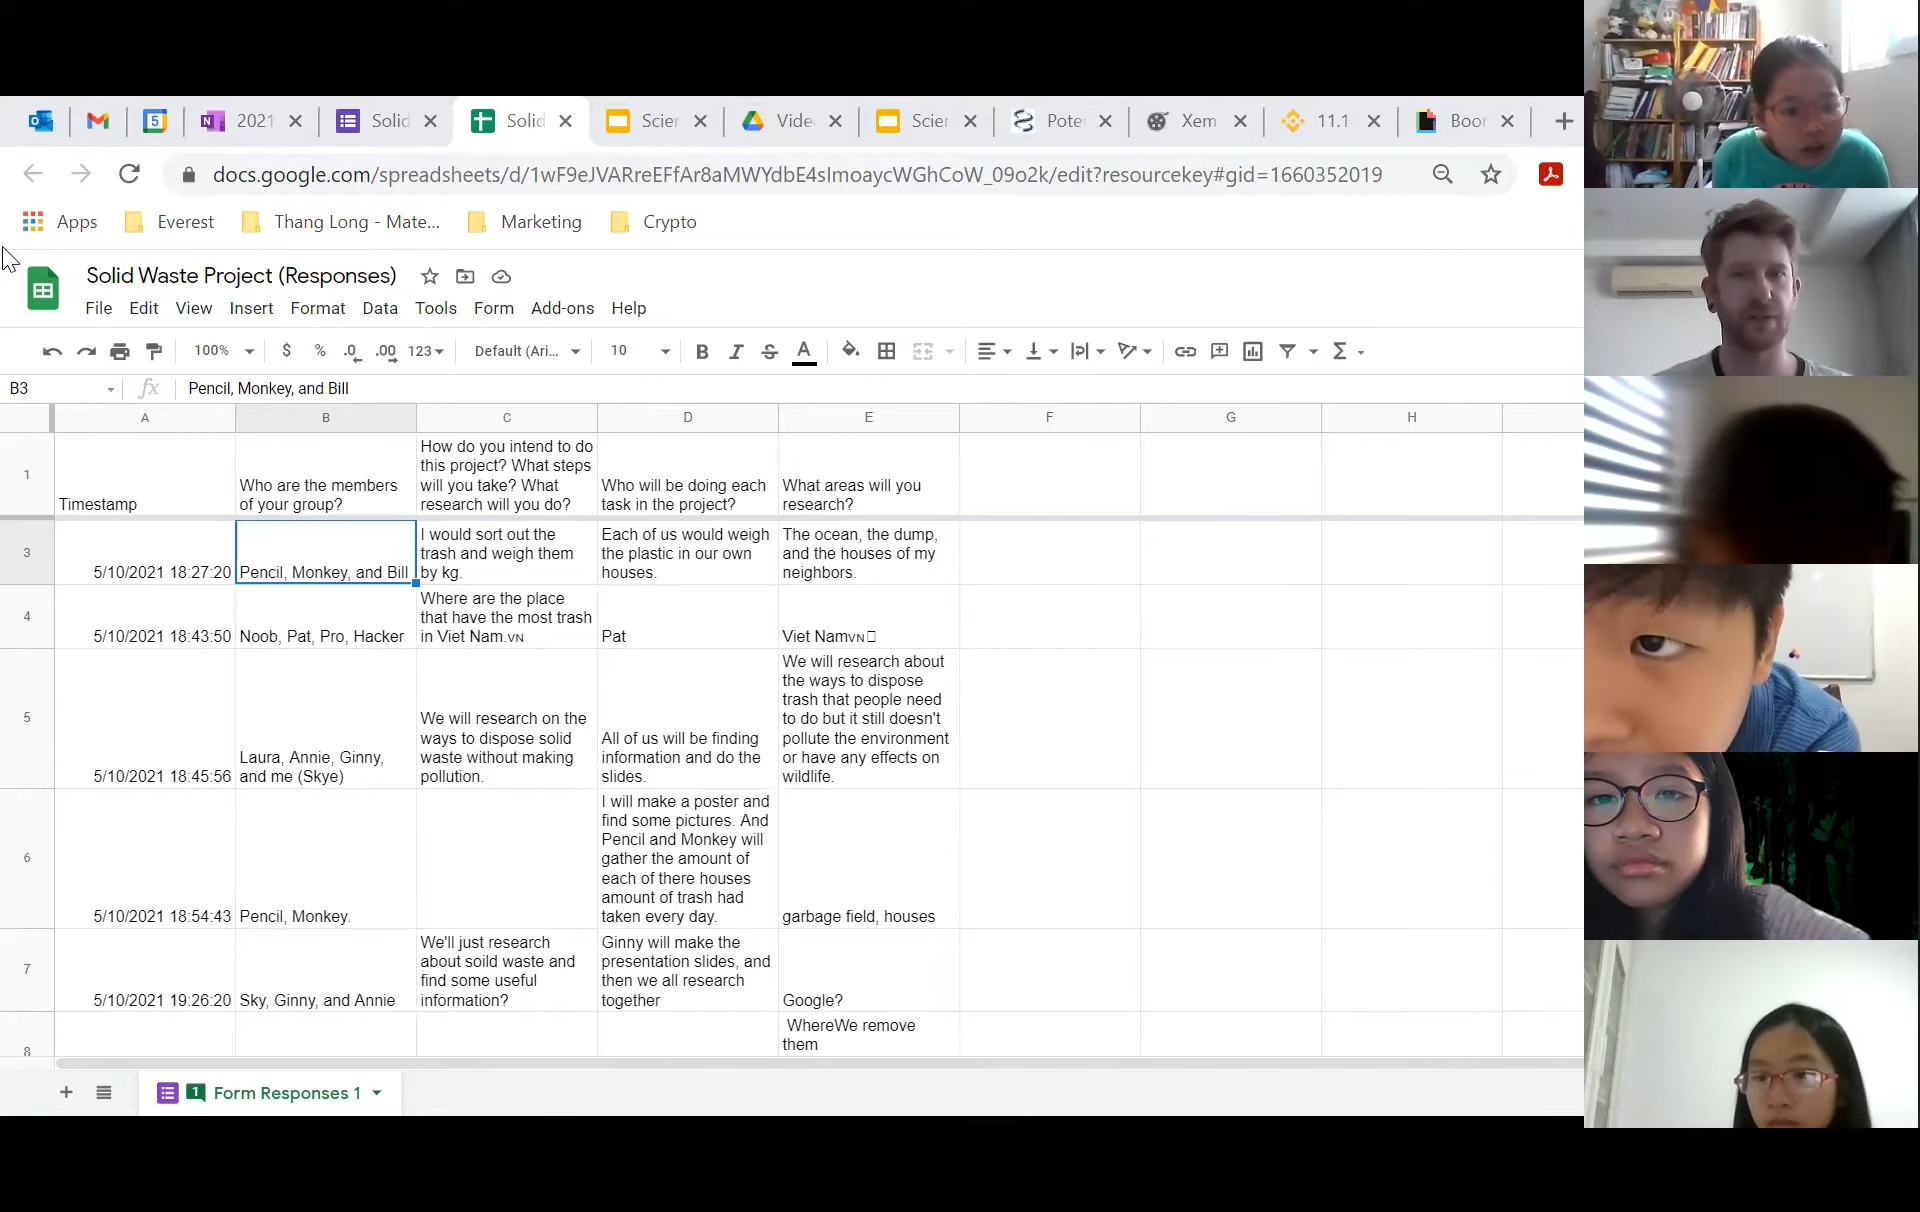 2021
Solid
Solid
Scier
Vide
Scier
Pote
Xem
11.1
Boor
docs.google.com/spreadsheets/d/1wF9eJVARreEFfAr8aMWYdbE4sImoaycWGhCoW_09o2k/edit?resourcekey#gid=1660352019
Apps Everest Thang Long - Mate... Marketing Crypto
Solid Waste Project (Responses)
File Edit View Insert Format Data Tools Form Add-ons Help
100% $ % .0 .00 123 Default (Ari... 10
B3 fx Pencil, Monkey, and Bill
A B C D E F G H
1
Timestamp
Who are the members
of your group?
How do you intend to do
this project? What steps
will you take? What
research will you do?
Who will be doing each
task in the project?
What areas will you
research?
3
5/10/2021 18:27:20
Pencil, Monkey, and Bill
I would sort out the
trash and weigh them
by kg.
Each of us would weigh
the plastic in our own
houses.
The ocean, the dump,
and the houses of my
neighbors.
4
5/10/2021 18:43:50
Noob, Pat, Pro, Hacker
Where are the place
that have the most trash
in Viet Nam.VN
Pat
Viet NamVN
5
5/10/2021 18:45:56
Laura, Annie, Ginny,
and me (Skye)
We will research on the
ways to dispose solid
waste without making
pollution.
All of us will be finding
information and do the
slides.
We will research about
the ways to dispose
trash that people need
to do but it still doesn't
pollute the environment
or have any effects on
wildlife.
6
5/10/2021 18:54:43
Pencil, Monkey.
I will make a poster and
find some pictures. And
Pencil and Monkey will
gather the amount of
each of there houses
amount of trash had
taken every day.
garbage field, houses
7
5/10/2021 19:26:20
Sky, Ginny, and Annie
We'll just research
about soild waste and
find some useful
information?
Ginny will make the
presentation slides, and
then we all research
together
Google?
8
WhereWe remove
them
1 Form Responses 1